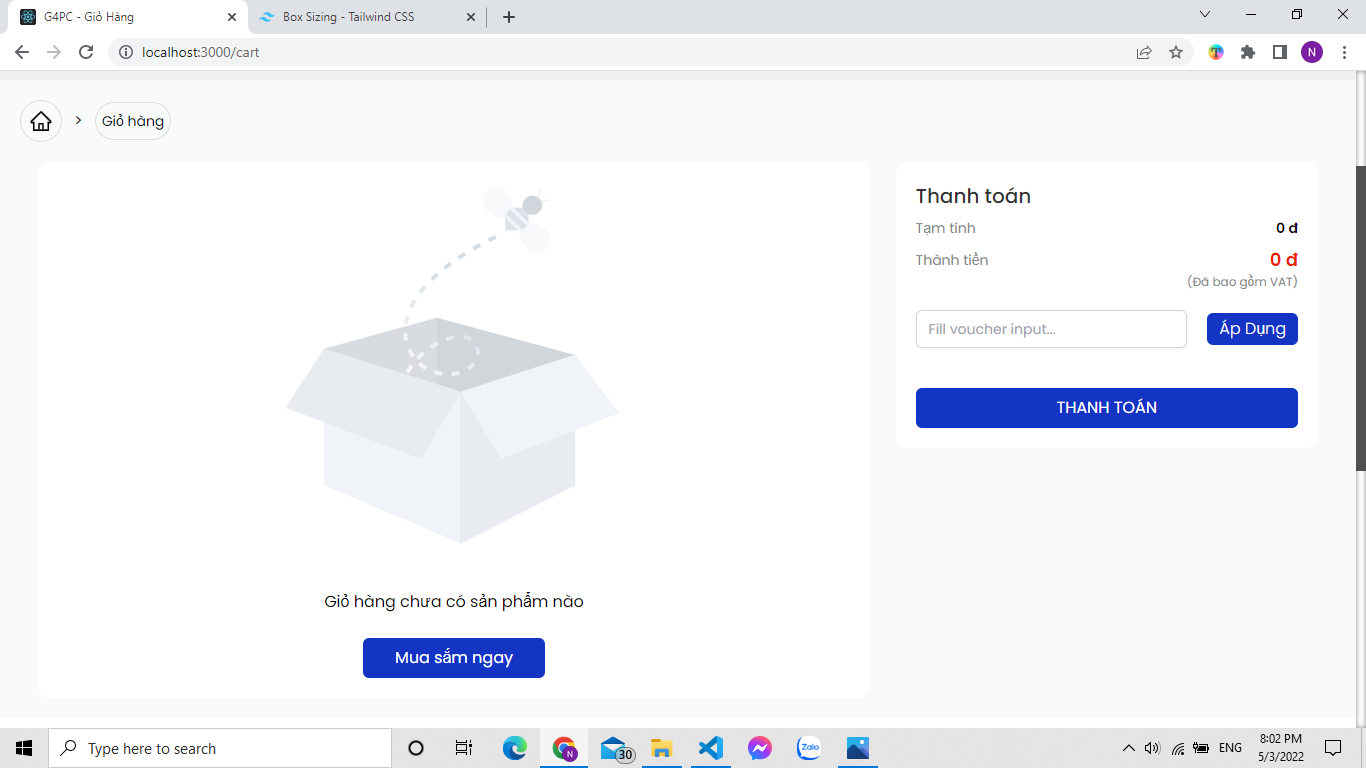 G4PC - Giỏ Hàng
Box Sizing - Tailwind CSS
localhost:3000/cart
T
N
Giỏ hàng
Thanh toán
Tạm tính
0 đ
Thành tiền
0 đ
(Đã bao gồm VAT)
Fill voucher input...
Áp Dụng
THANH TOÁN
Giỏ hàng chưa có sản phẩm nào
Mua sắm ngay
Type here to search
N
30
Zalo
ENG
8:02 PM
5/3/2022